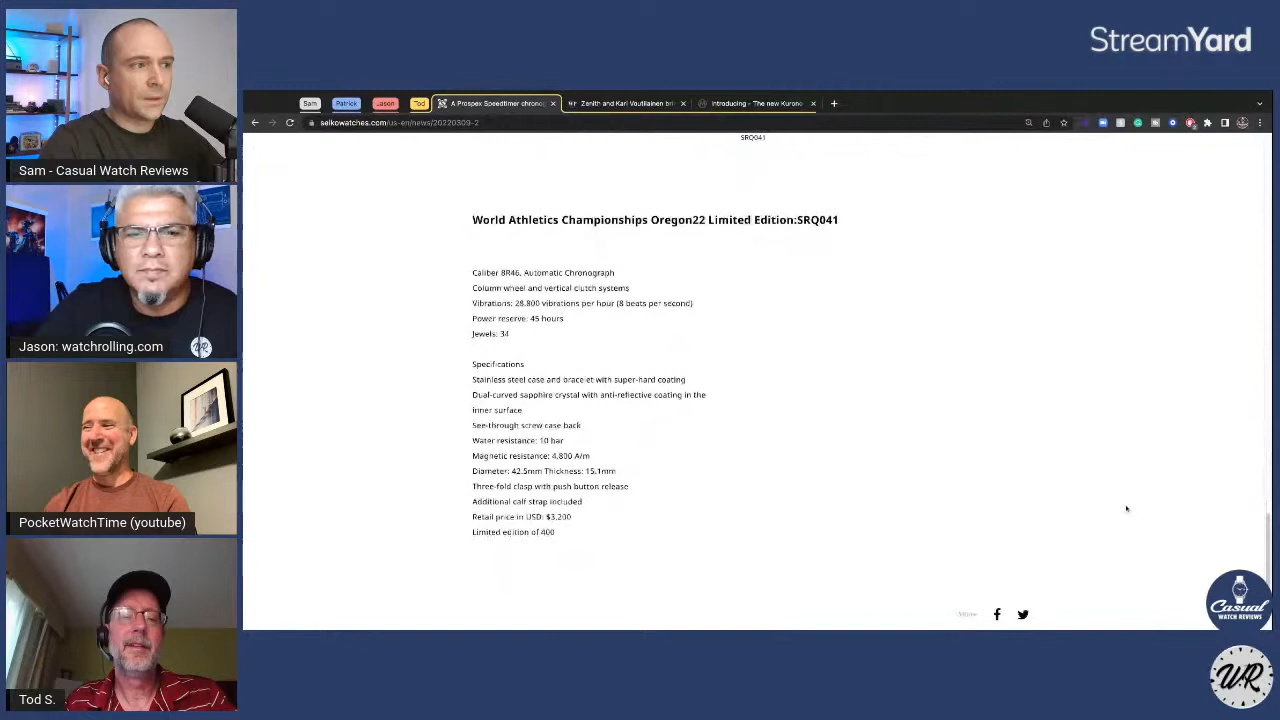 StreamYard
Sam
Patrick
Jason
Tod
A Prospex Speedtimer chronog
Zenith and Kari Voutilainen bri
Introducing - The new Kurono
seikowatches.com/us-en/news/20220309-2
SRQ041
World Athletics Championships Oregon22 Limited Edition:SRQ041
Caliber 8R46, Automatic Chronograph
Column wheel and vertical clutch systems
Vibrations: 28,800 vibrations per hour (8 beats per second)
Power reserve: 45 hours
Jewels: 34
Specifications
Stainless steel case and bracelet with super-hard coating
Dual-curved sapphire crystal with anti-reflective coating in the
inner surface
See-through screw case back
Water resistance: 10 bar
Magnetic resistance: 4,800 A/m
Diameter: 42.5mm Thickness: 15.1mm
Three-fold clasp with push button release
Additional calf strap included
Retail price in USD: $3,200
Limited edition of 400
Share
Sam - Casual Watch Reviews
Jason: watchrolling.com
WR
PocketWatchTime (youtube)
Tod S.
Casual
WATCH REVIEWS
WR